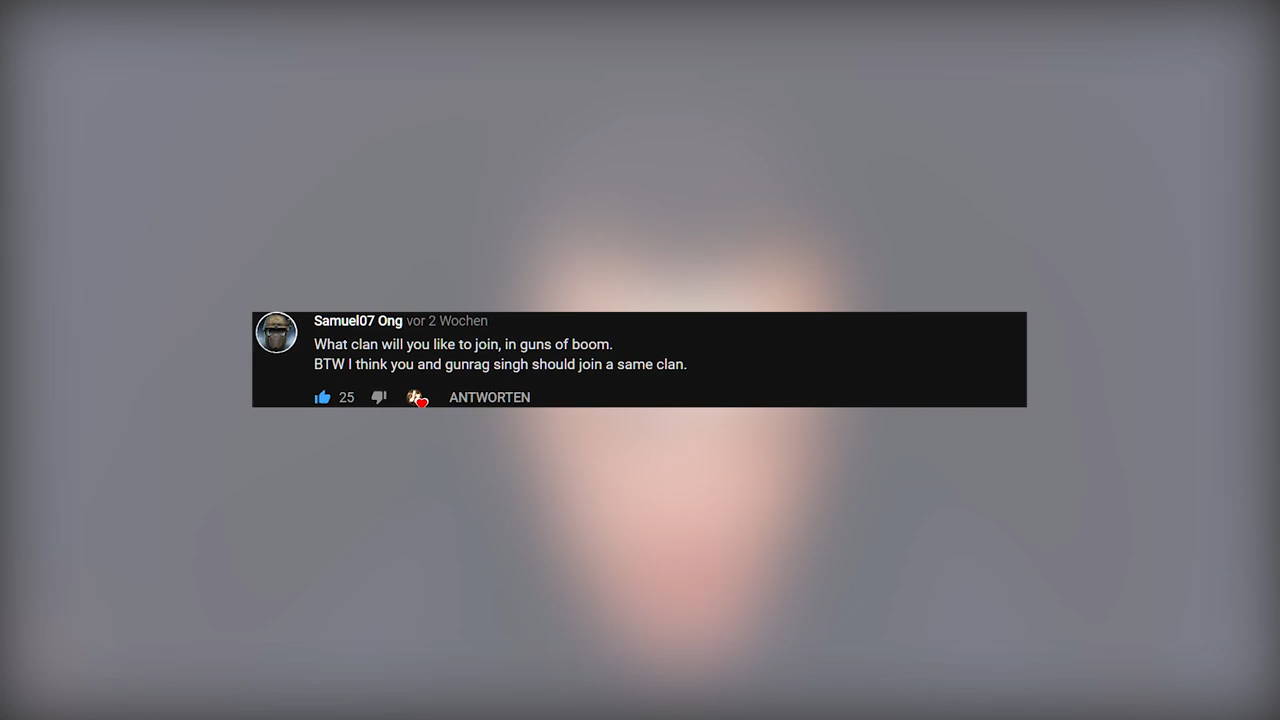 Samuel07 Ong vor 2 Wochen
What clan will you like to join, in guns of boom.
BTW I think you and gunrag singh should join a same clan.
25 ANTWORTEN